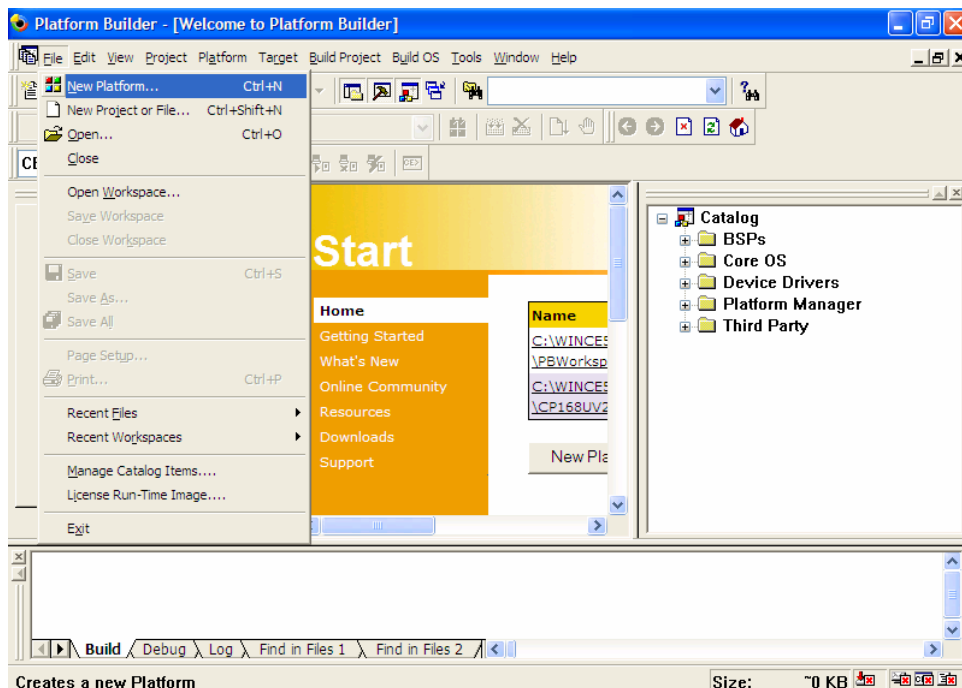 Platform Builder - [Welcome to Platform Builder]
File Edit View Project Platform Target Build Project Build OS Tools Window Help
New Platform... Ctrl+N
New Project or File... Ctrl+Shift+N
Open... Ctrl+O
Close
Open Workspace...
Save Workspace
Close Workspace
Save Ctrl+S
Save As...
Save All
Page Setup...
Print... Ctrl+P
Recent Files
Recent Workspaces
Manage Catalog Items....
License Run-Time Image....
Exit
CE
Start
Home
Getting Started
What's New
Online Community
Resources
Downloads
Support
Name
C:\WINCE5
\PBWorksp
C:\WINCE5
\CP168UV2
New Pla
Catalog
BSPs
Core OS
Device Drivers
Platform Manager
Third Party
Build Debug Log Find in Files 1 Find in Files 2
Creates a new Platform
Size: ~0 KB